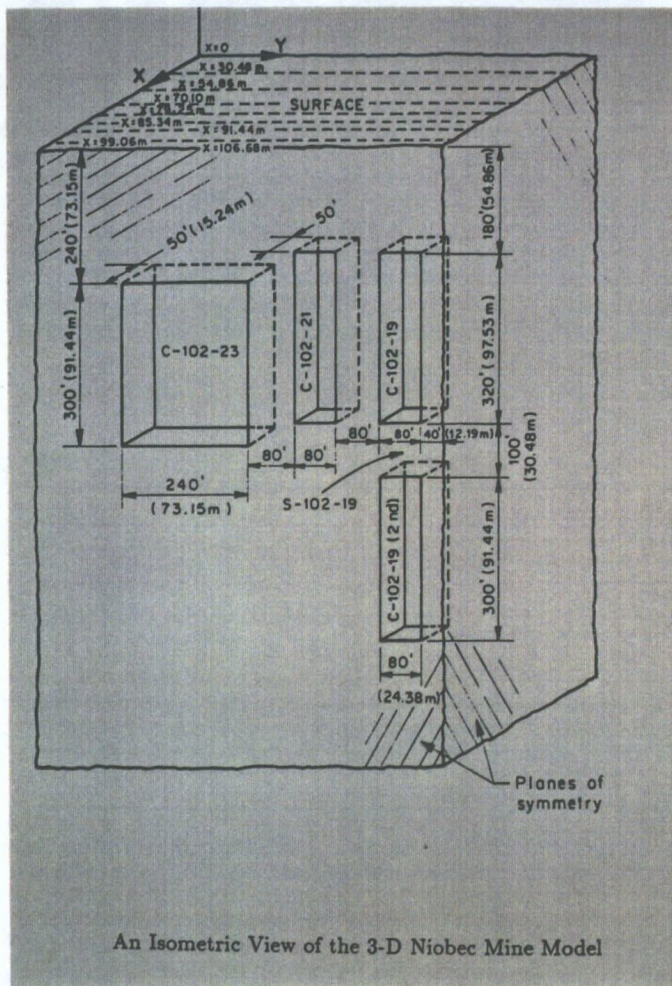 X=0
Y
X
X=30.48m
X=54.86m
X=70.10m
X=85.34m
X=91.44m
X=99.06m
X=106.68m
SURFACE
240'(73.15m)
180'(54.86m)
50'(15.24m)
50'
C-102-23
C-102-21
C-102-19
300'(91.44m)
320'(97.53m)
80'
80'
80'
80'
40'(12.19m)
240'
(73.15m)
S-102-19
100'
(30.48m)
C-102-19 (2nd)
300'(91.44m)
80'
(24.38m)
Planes of
symmetry
An Isometric View of the 3-D Niobec Mine Model